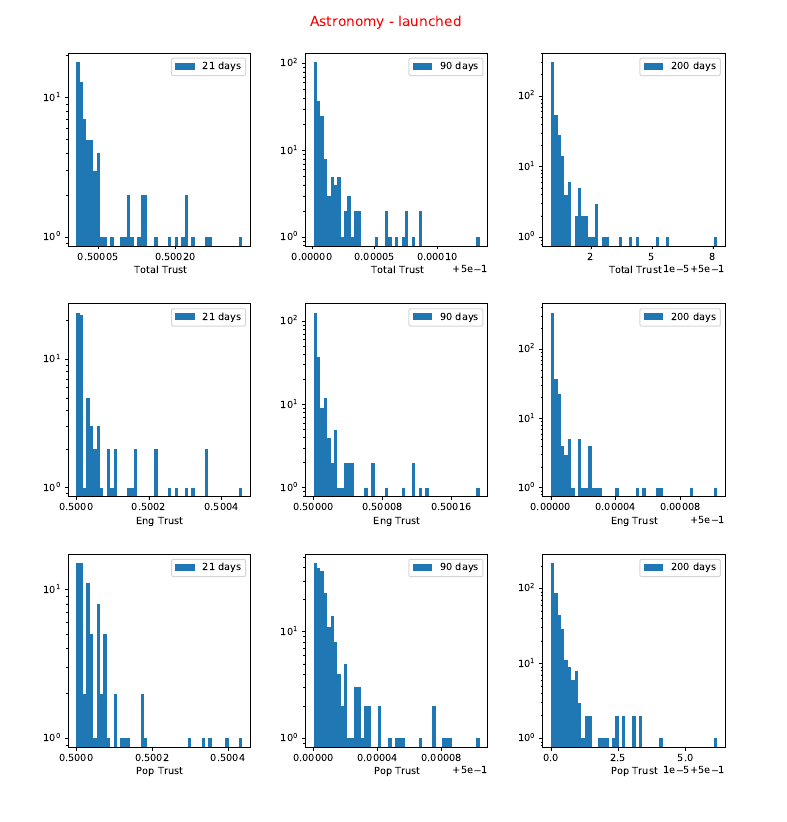 Astronomy - launched
21 days
90 days
200 days
10¹
10⁰
10²
10¹
10⁰
10²
10¹
10⁰
0.50005 0.50020
0.00000 0.00005 0.00010
2 5 8
Total Trust
Total Trust +5e−1
Total Trust 1e−5+5e−1
21 days
90 days
200 days
10¹
10⁰
10²
10¹
10⁰
10²
10¹
10⁰
0.5000 0.5002 0.5004
0.50000 0.50008 0.50016
0.00000 0.00004 0.00008
Eng Trust
Eng Trust
Eng Trust +5e−1
21 days
90 days
200 days
10¹
10⁰
10¹
10⁰
10²
10¹
10⁰
0.5000 0.5002 0.5004
0.00000 0.00004 0.00008
0.0 2.5 5.0
Pop Trust
Pop Trust +5e−1
Pop Trust 1e−5+5e−1